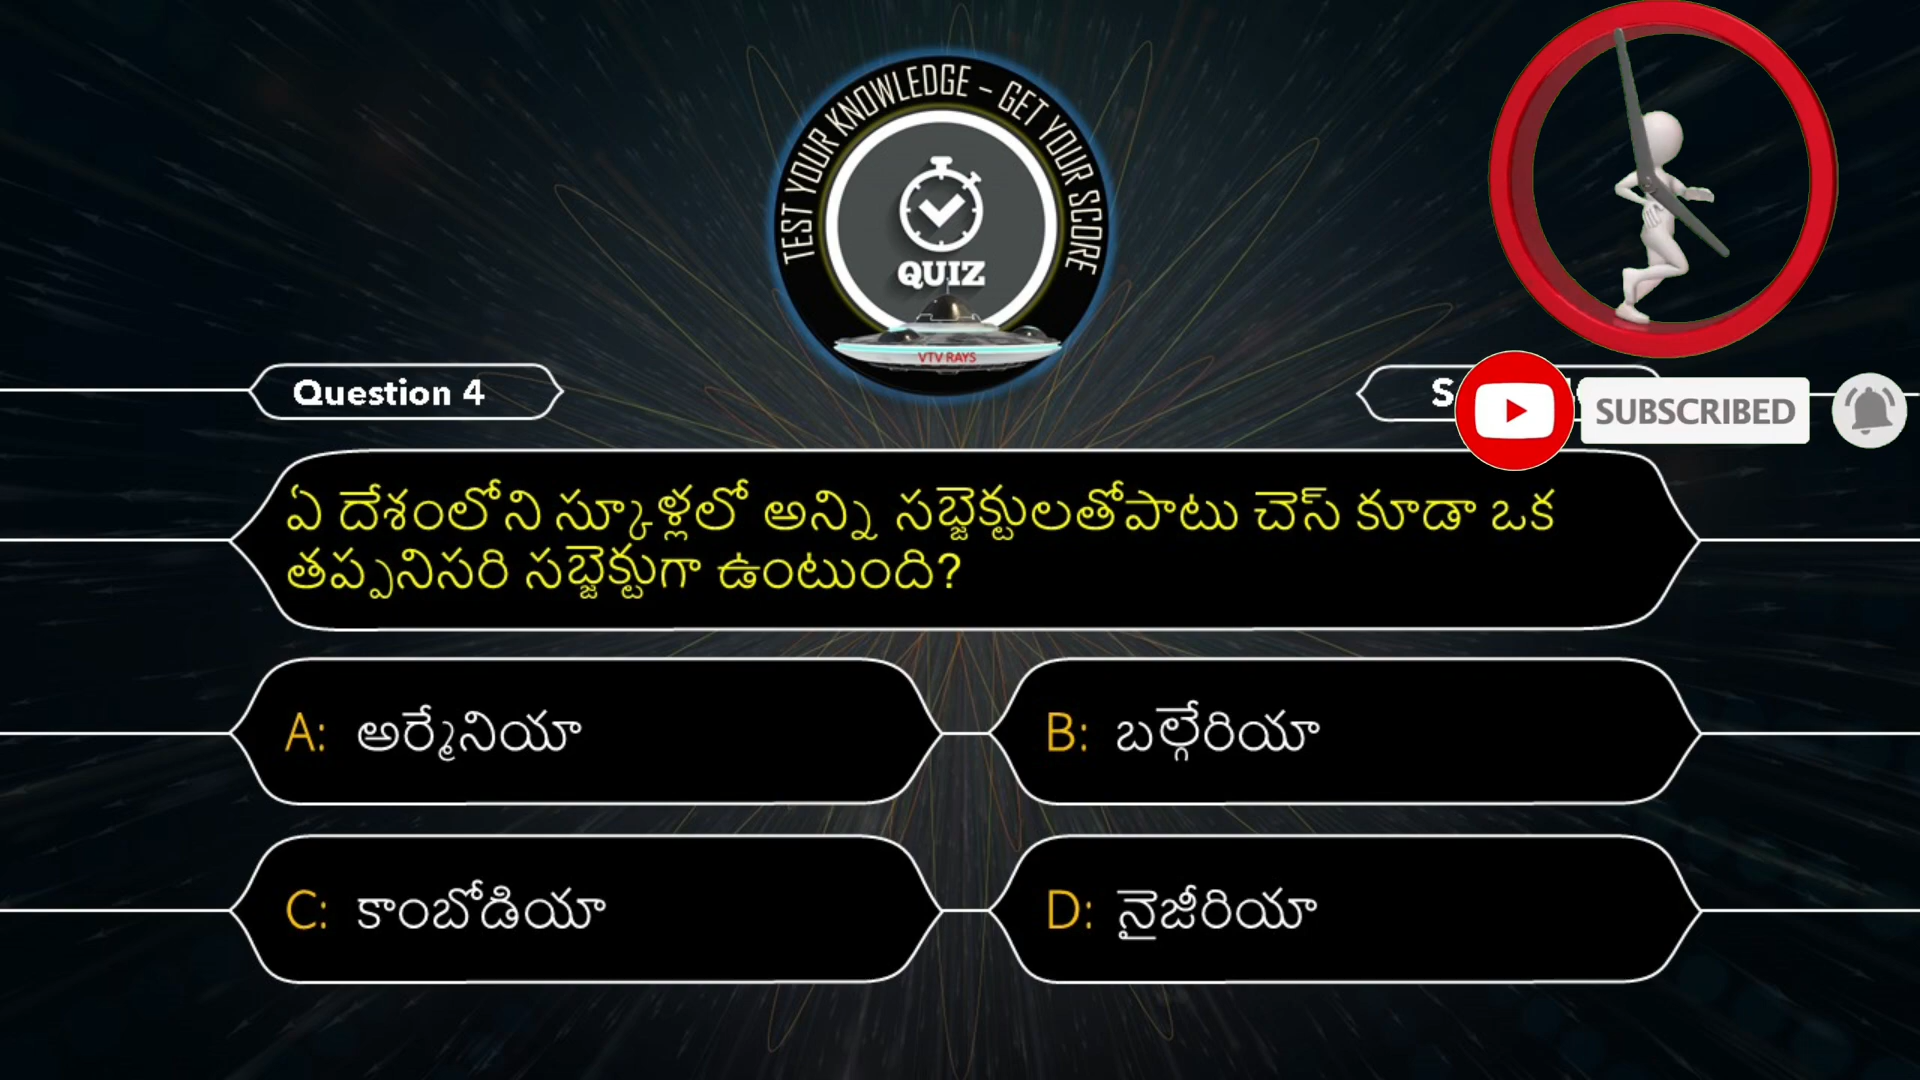 TEST YOUR KNOWLEDGE – GET YOUR SCORE
QUIZ
VTV RAYS
Question 4
SUBSCRIBED
ఏ దేశంలోని స్కూళ్లలో అన్ని సబ్జెక్టులతోపాటు చెస్ కూడా ఒక
తప్పనిసరి సబ్జెక్టుగా ఉంటుంది?
A: అర్మేనియా
B: బల్గేరియా
C: కాంబోడియా
D: నైజీరియా